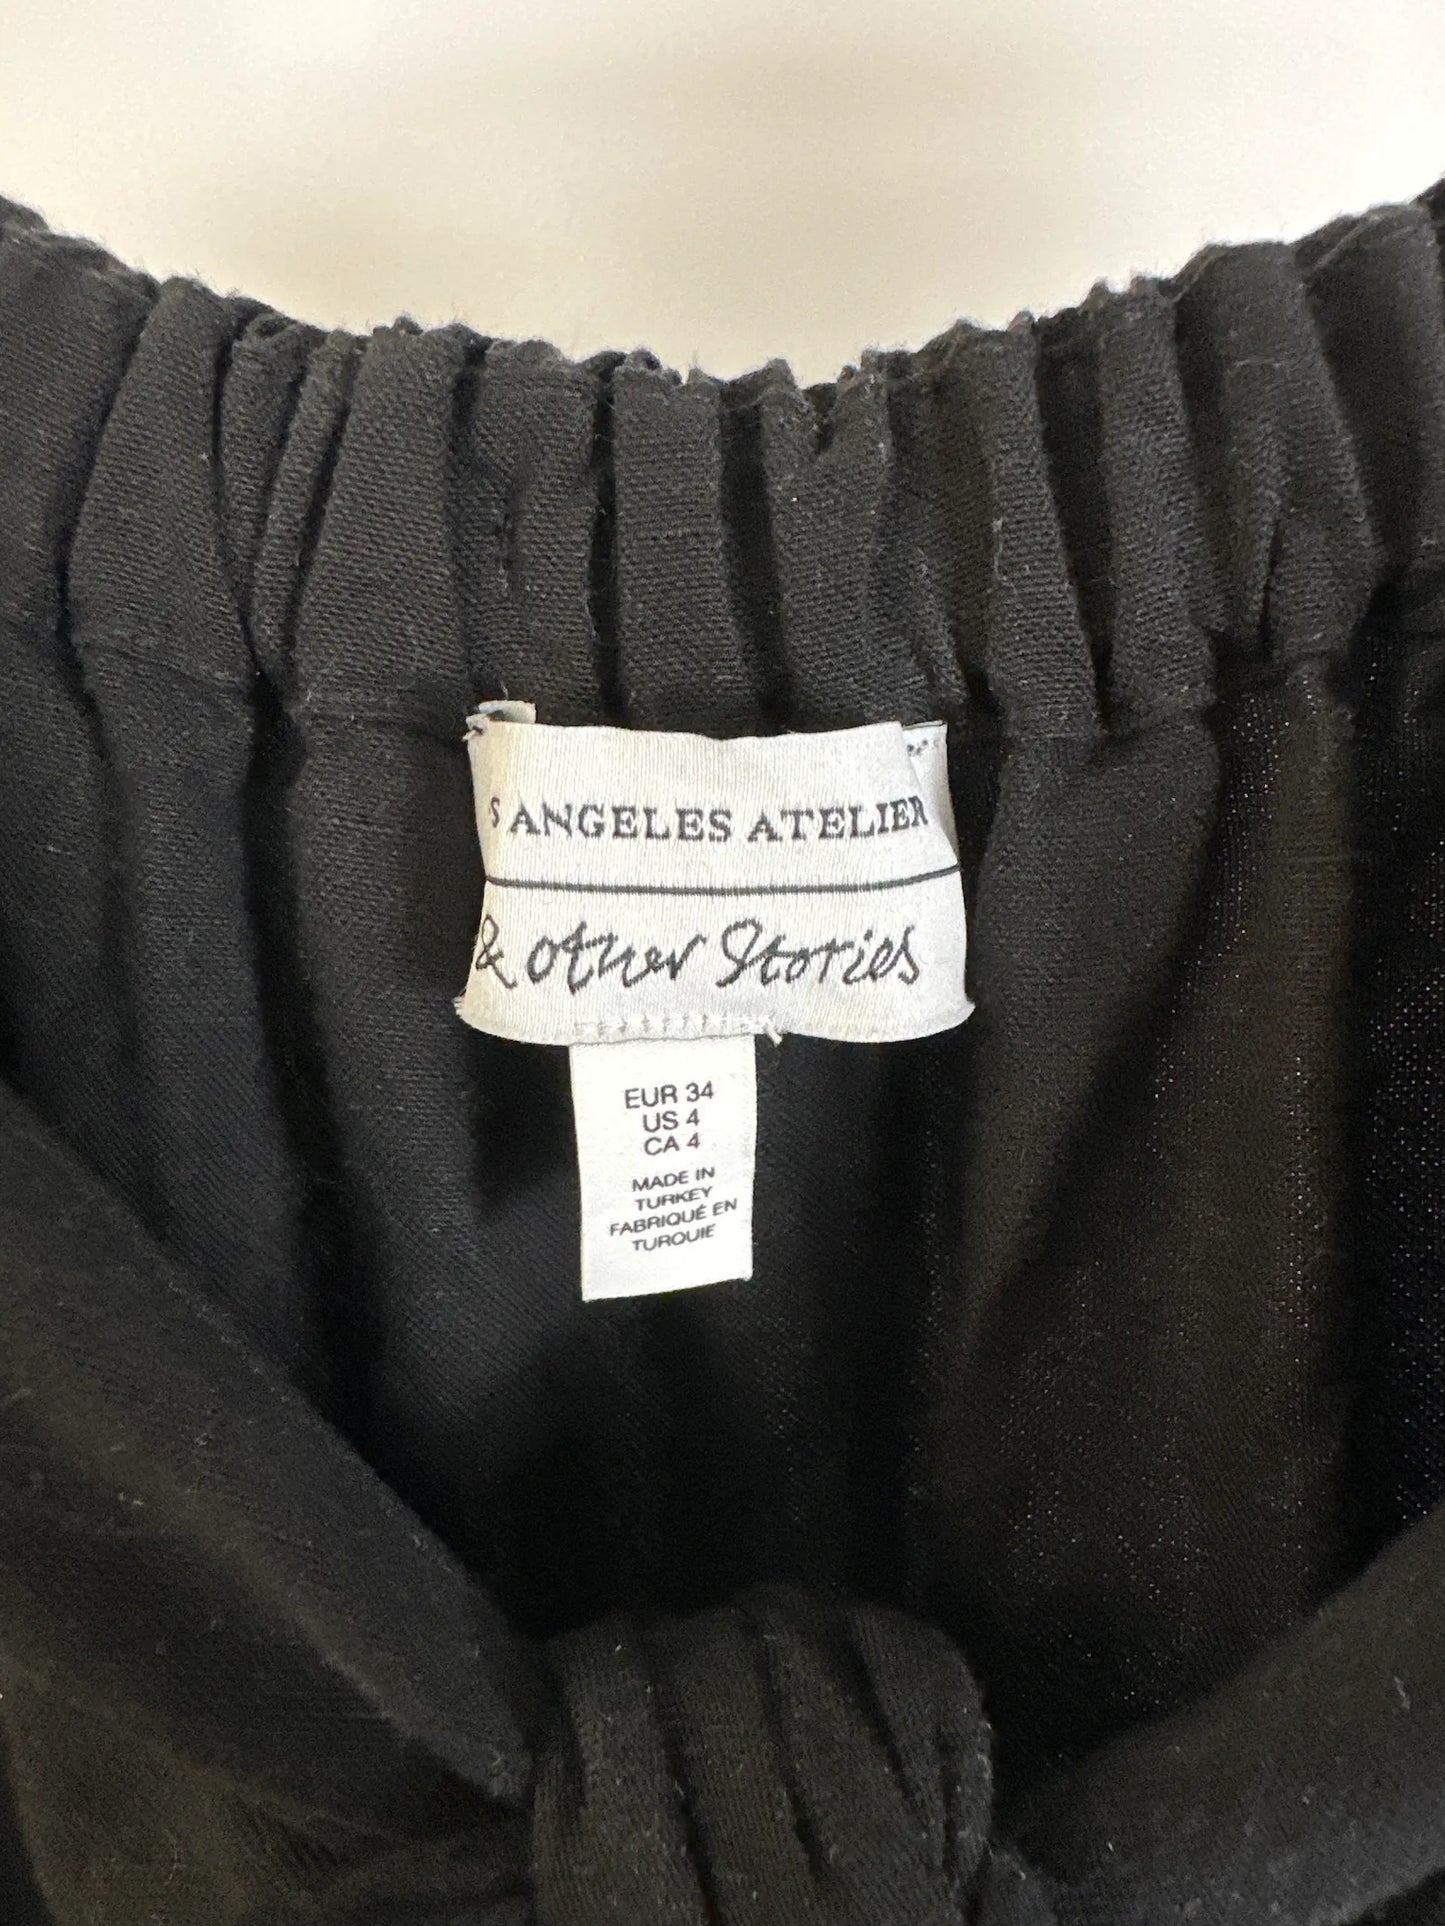 S ANGELES ATELIER
& other Stories
EUR 34
US 4
CA 4
MADE IN
TURKEY
FABRIQUÉ EN
TURQUIE